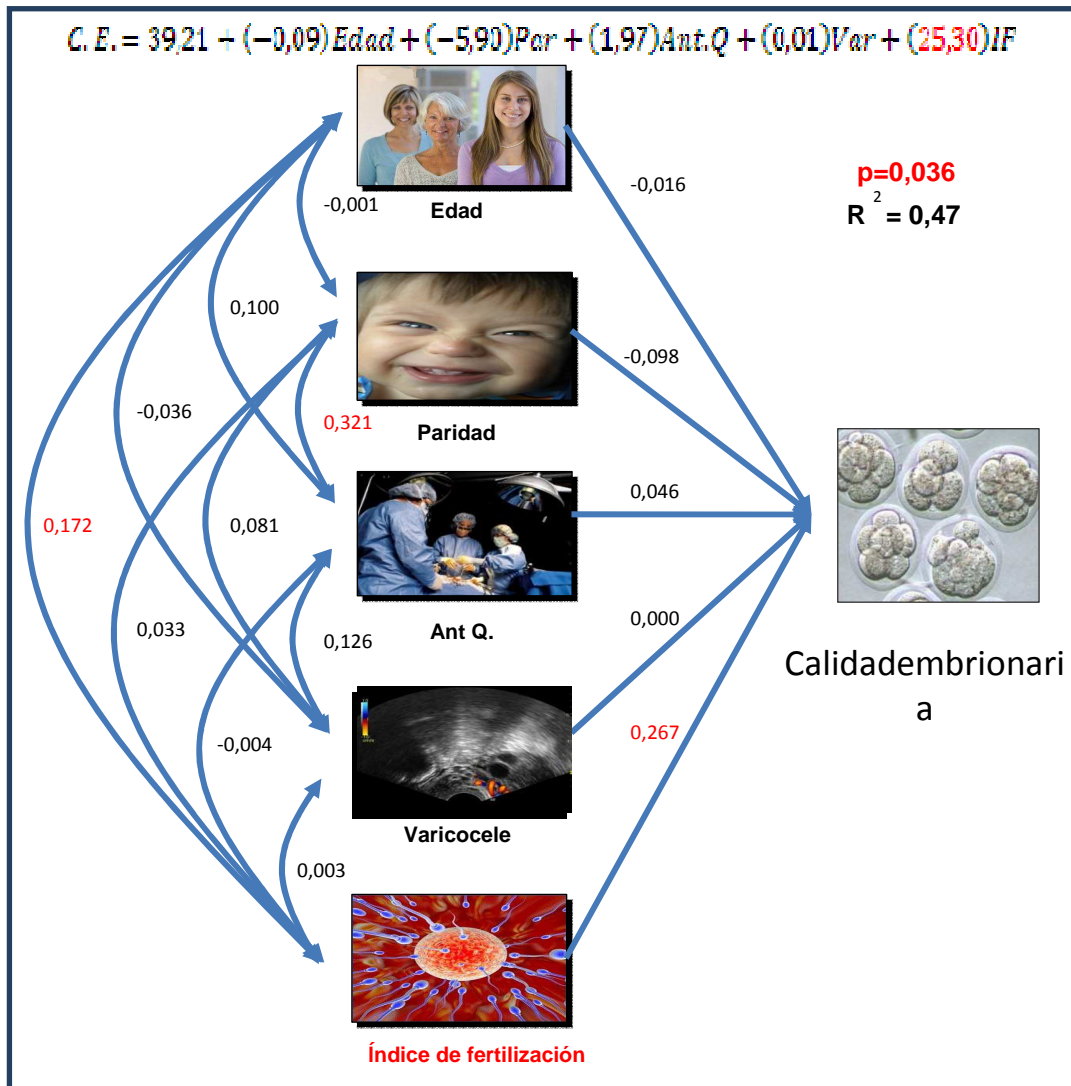 C. E. = 39,21 + (−0,09)Edad + (−5,90)Par + (1,97)Ant.Q + (0,01)Var + (25,30)IF
p=0,036
R 2 = 0,47
Edad
-0,016
-0,001
0,100
-0,098
-0,036
0,321
Paridad
0,046
0,172
0,081
0,033
0,126
Ant Q.
0,000
Calidadembrionari
a
-0,004
0,267
Varicocele
0,003
Índice de fertilización